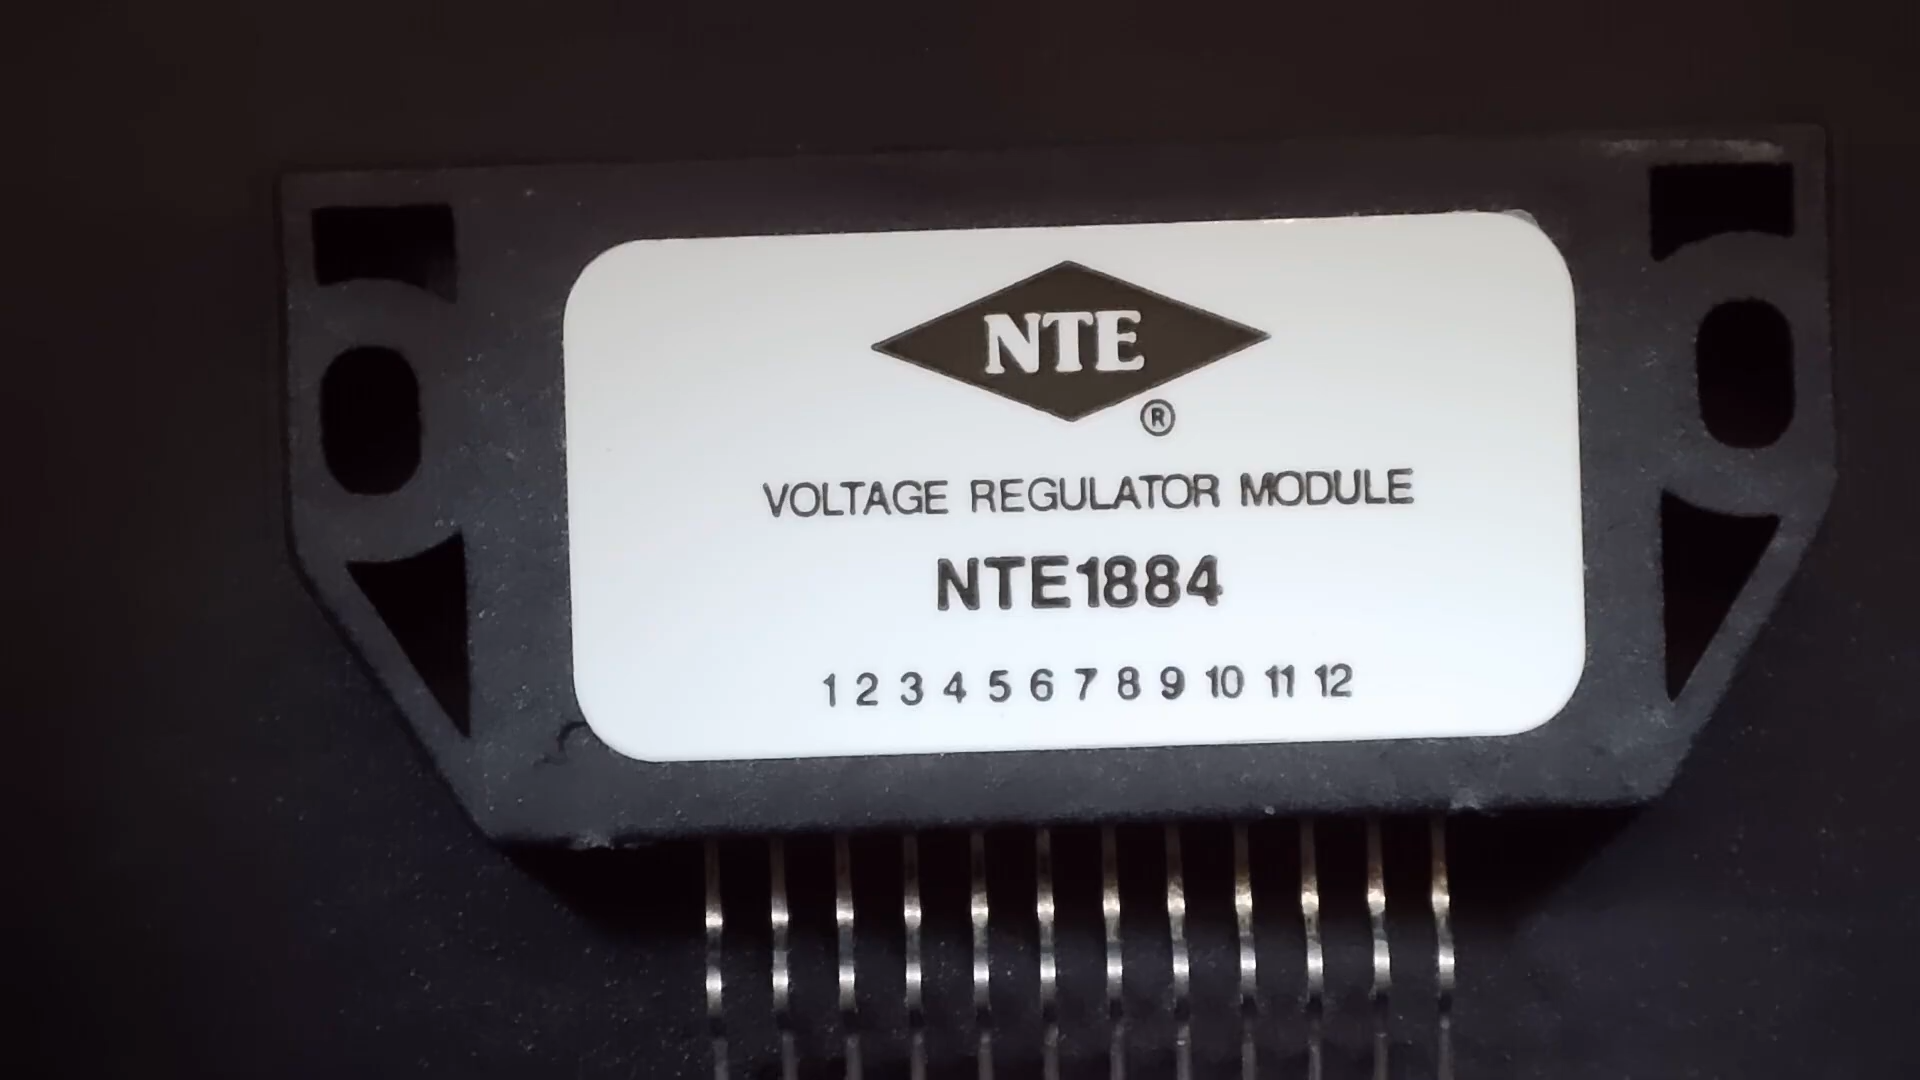 NTE
®
VOLTAGE REGULATOR MODULE
NTE1884
1 2 3 4 5 6 7 8 9 10 11 12